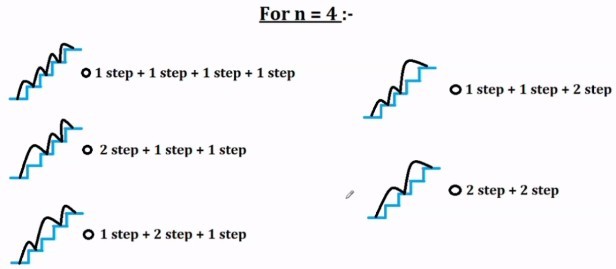 For n = 4 :-
1 step + 1 step + 1 step + 1 step
2 step + 1 step + 1 step
1 step + 2 step + 1 step
1 step + 1 step + 2 step
2 step + 2 step